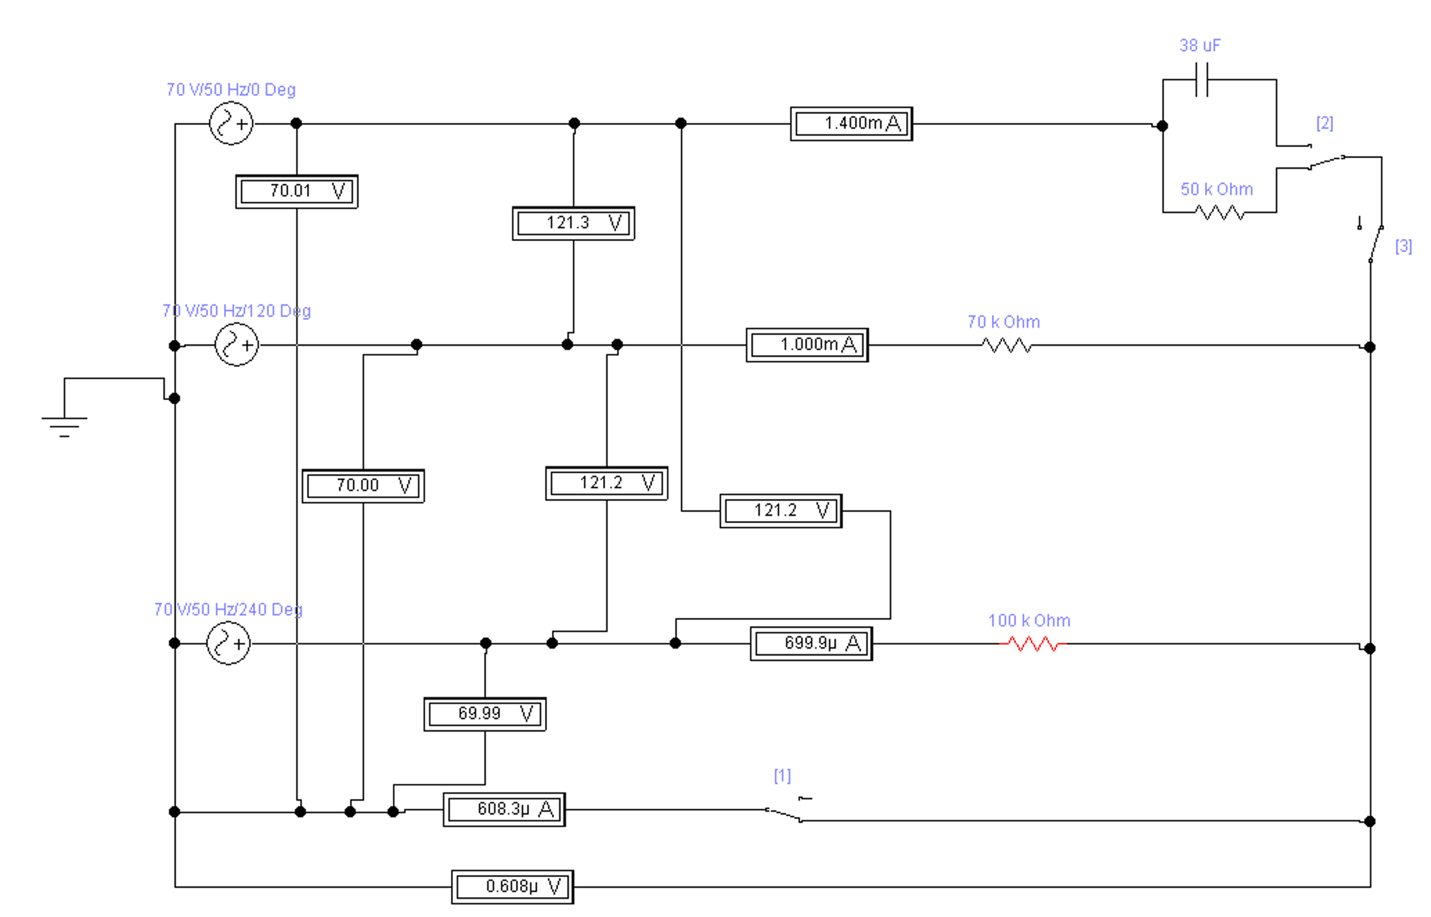 38 uF
70 V/50 Hz/0 Deg
1.400m A
[2]
70.01 V
50 k Ohm
121.3 V
[3]
70 V/50 Hz/120 Deg
70 k Ohm
1.000m A
70.00 V
121.2 V
121.2 V
70 V/50 Hz/240 Deg
100 k Ohm
699.9µ A
69.99 V
[1]
608.3µ A
0.608µ V